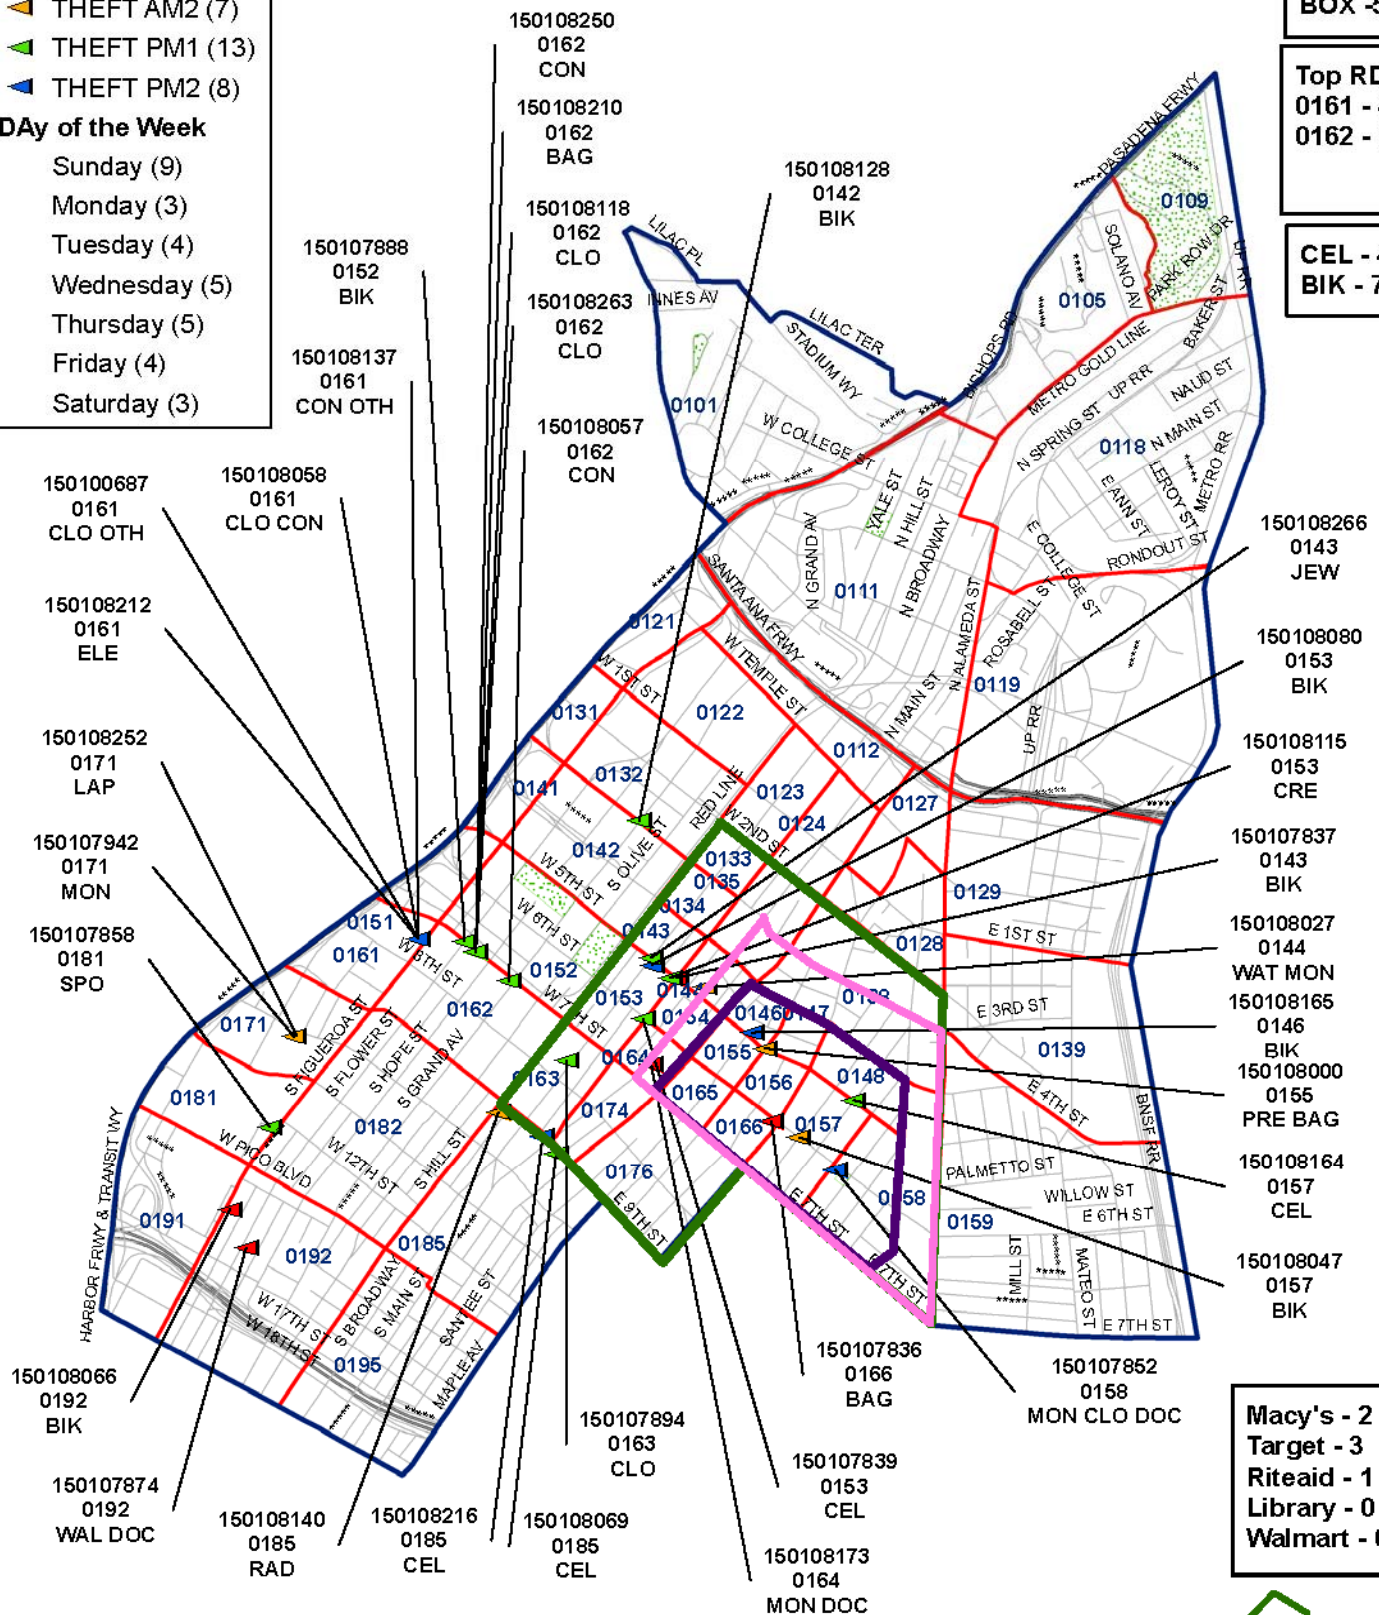 THEFT AM2 (7)
THEFT PM1 (13)
THEFT PM2 (8)
DAy of the Week
Sunday (9)
Monday (3)
Tuesday (4)
Wednesday (5)
Thursday (5)
Friday (4)
Saturday (3)
150108250
0162
CON
150108210
0162
BAG
150108118
0162
CLO
150108263
0162
CLO
150108057
0162
CON
150108128
0142
BIK
150107888
0152
BIK
150108137
0161
CON OTH
150108058
0161
CLO CON
150100687
0161
CLO OTH
150108212
0161
ELE
150108252
0171
LAP
150107942
0171
MON
150107858
0181
SPO
BOX
Top RD
0161 -
0162 -
CEL - 4
BIK - 7
150108266
0143
JEW
150108080
0153
BIK
150108115
0153
CRE
150107837
0143
BIK
150108027
0144
WAT MON
150108165
0146
BIK
150108000
0155
PRE BAG
150108164
0157
CEL
150108047
0157
BIK
150107852
0158
MON CLO DOC
150107836
0166
BAG
150107839
0153
CEL
150108173
0164
MON DOC
150107894
0163
CLO
150108069
0185
CEL
150108216
0185
CEL
150108140
0185
RAD
150107874
0192
WAL DOC
150108066
0192
BIK
Macy's - 2
Target - 3
Riteaid - 1
Library - 0
Walmart -
PASADENA FRWY
0109
SOLANO AV
PARK ROW DR
UP RR
0105
BAKER ST
LILAC PL
INNES AV
LILAC TER
STADIUM WY
BISHOPS RD
METRO GOLD LINE
UP RR
NAUD ST
0101
W COLLEGE ST
N SPRING ST
0118
N MAIN ST
LEROY ST
METRO RR
E ANN ST
YALE ST
N HILL ST
N GRAND AV
N BROADWAY
0111
E COLLEGE ST
RONDOUT ST
SANTA ANA FRWY
N ALAMEDA ST
ROSABELL ST
0121
W TEMPLE ST
W 1ST ST
0119
N MAIN ST
UP RR
0131
0122
0112
0132
0141
RED LINE
0123
0127
0124
W 2ND ST
0142
S OLIVE ST
0133
W 5TH ST
0135
0129
0134
W 6TH ST
0151
0143
0128
E 1ST ST
0161
W 8TH ST
0152
0153
W 7TH ST
0162
0171
0154
0146
E 3RD ST
S FIGUEROA ST
S FLOWER ST
S HOPE ST
S GRAND AV
0163
0164
0155
0139
0165
0156
0148
0181
0174
E 4TH ST
0182
0166
0157
BNSF RR
W PICO BLVD
W 12TH ST
S HILL ST
0176
PALMETTO ST
HARBOR FRWY & TRANSIT WY
0158
WILLOW ST
E 9TH ST
E 7TH ST
0159
E 6TH ST
0191
0192
0185
MILL ST
MATEO ST
E 7TH ST
S BROADWAY
S MAIN ST
SANTEE ST
E 7TH ST
W 17TH ST
W 18TH ST
0195
MAPLE AV